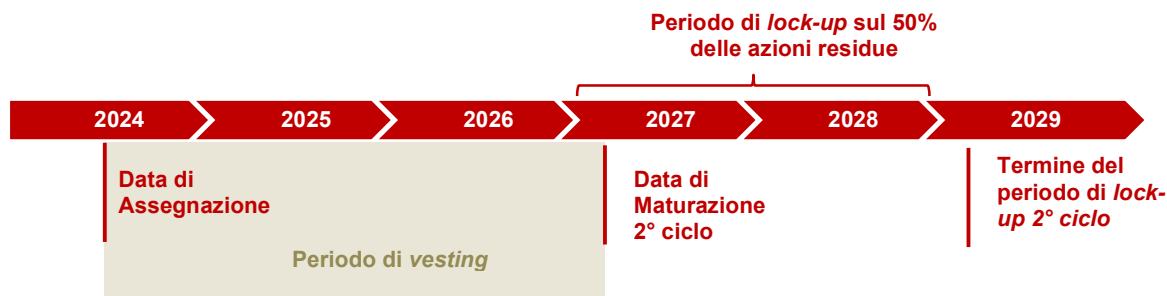 Periodo di lock-up sul 50%
delle azioni residue
2024 2025 2026 2027 2028 2029
Data di
Assegnazione
Data di
Maturazione
2° ciclo
Termine del
periodo di lock-
up 2° ciclo
Periodo di vesting